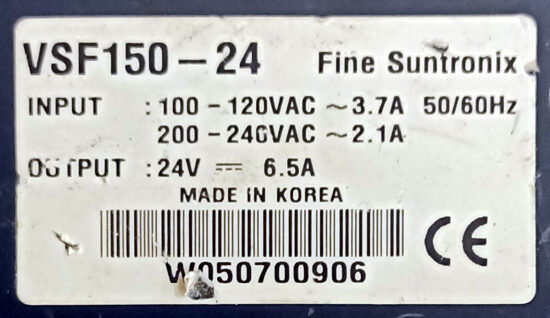 VSF150-24 Fine Suntronix
INPUT : 100 - 120VAC ~ 3.7A 50/60Hz
200 - 240VAC ~ 2.1A
OUTPUT : 24V ⎓ 6.5A
MADE IN KOREA
CE
W050700906